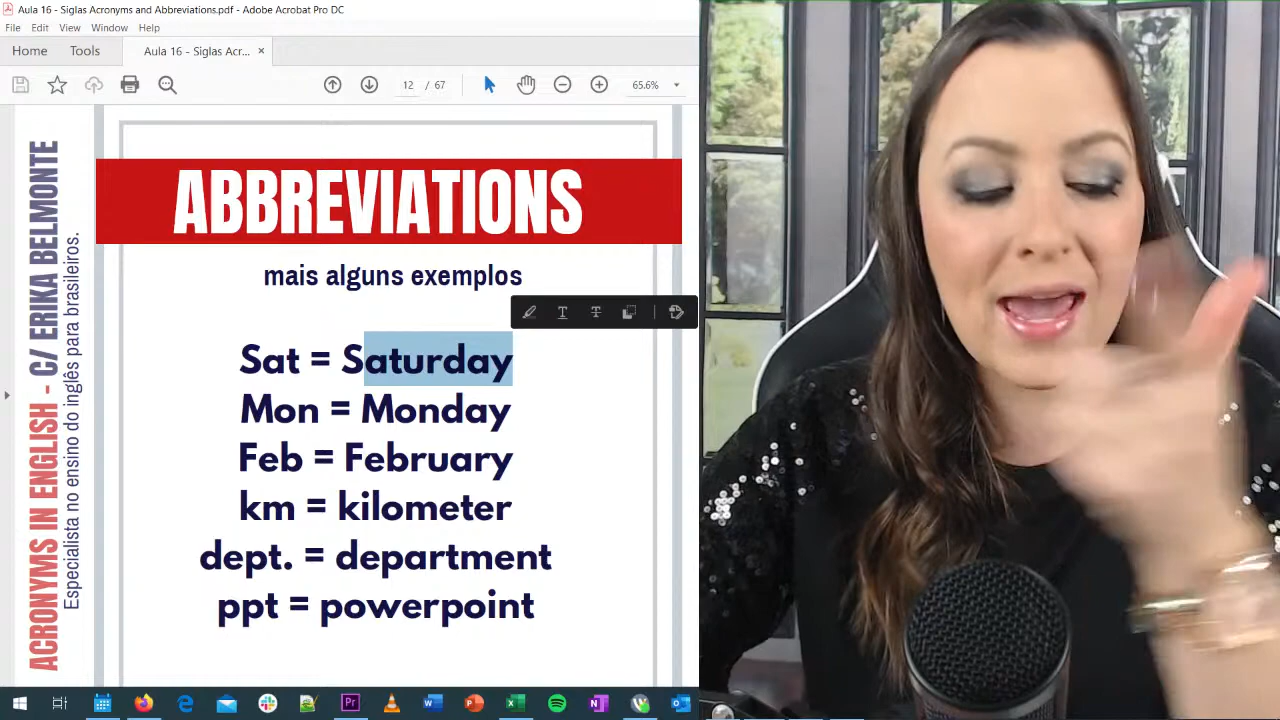 Aula 16 - Siglas Acronyms and Abbreviations.pdf - Adobe Acrobat Pro DC
File Edit View Window Help
Home Tools Aula 16 - Siglas Acr... ×
12 / 67 65.6%
ACRONYMS IN ENGLISH - C/ ERIKA BELMONTE
Especialista no ensino do inglês para brasileiros.
ABBREVIATIONS
mais alguns exemplos
Sat = Saturday
Mon = Monday
Feb = February
km = kilometer
dept. = department
ppt = powerpoint